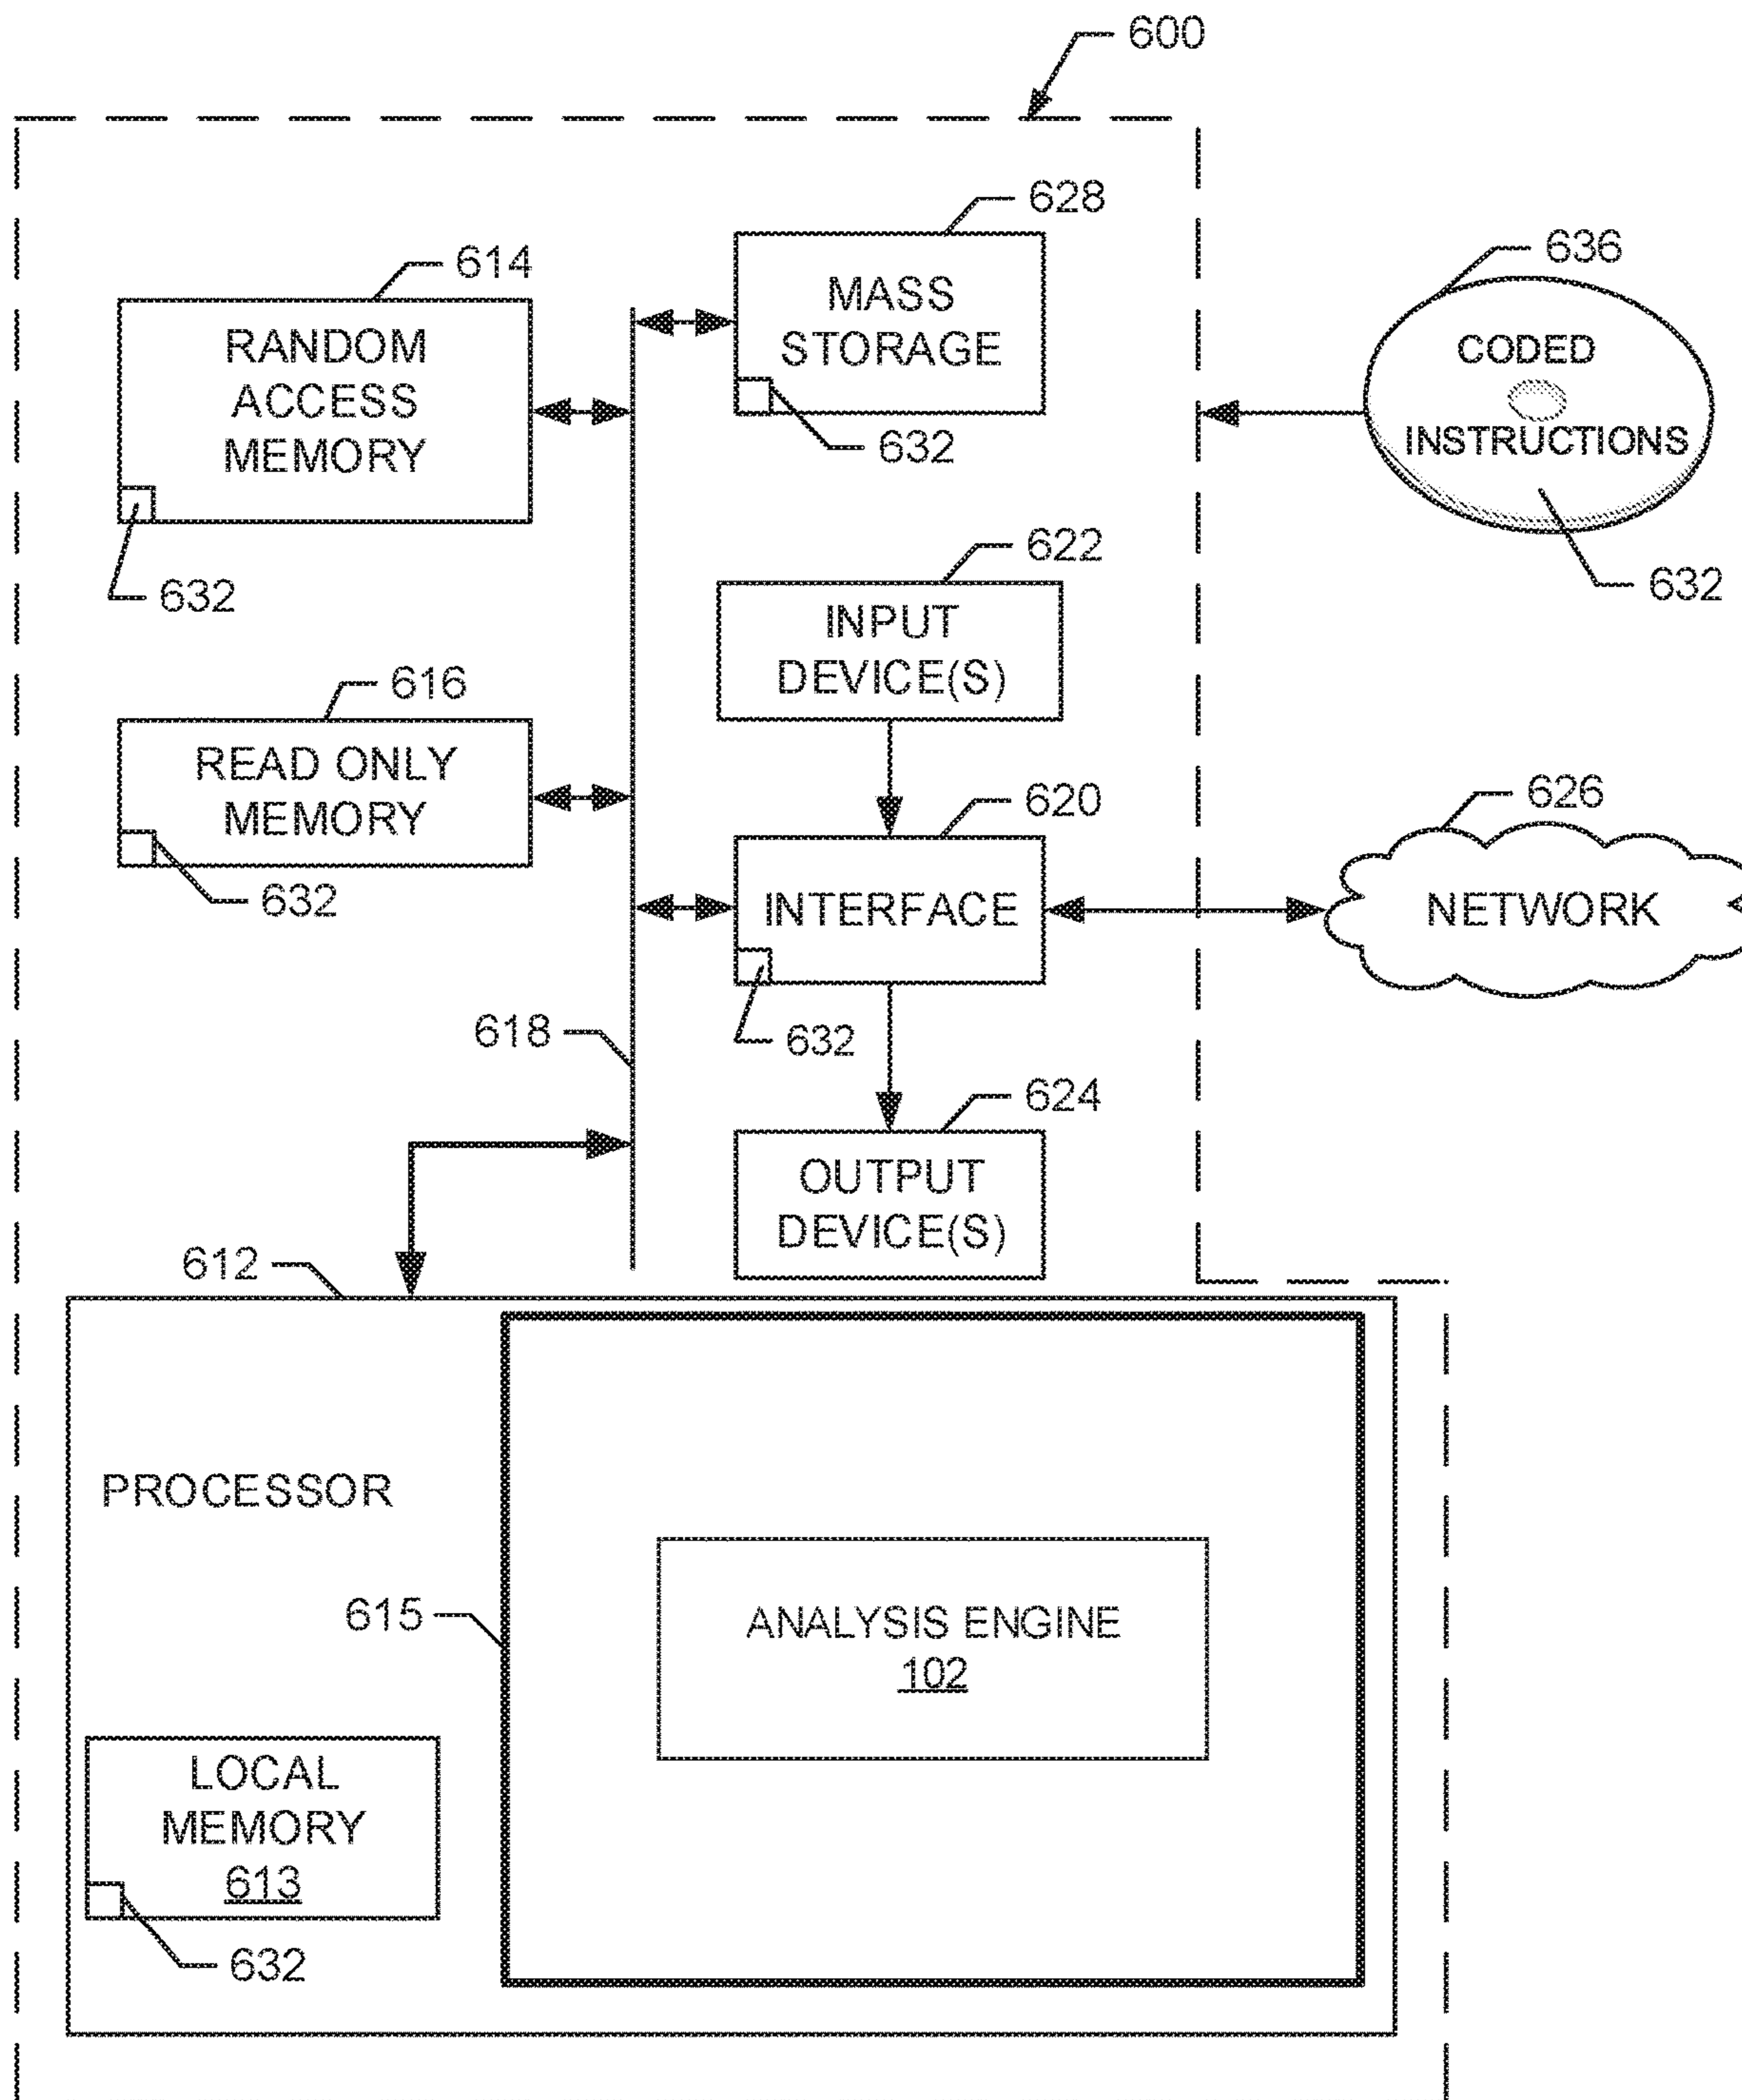 600
628
MASS
STORAGE
632
614
RANDOM
ACCESS
MEMORY
632
636
CODED
INSTRUCTIONS
632
622
INPUT
DEVICE(S)
616
READ ONLY
MEMORY
632
620
INTERFACE
632
626
NETWORK
618
624
OUTPUT
DEVICE(S)
612
PROCESSOR
615
ANALYSIS ENGINE
102
LOCAL
MEMORY
613
632